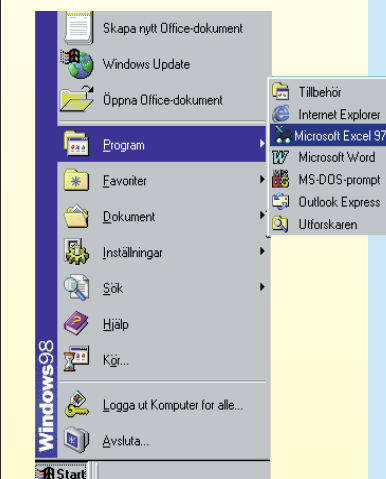 Skapa nytt Office-dokument
Windows Update
Öppna Office-dokument
Program
Favoriter
Dokument
Inställningar
Sök
Hjälp
Kör...
Logga ut Komputer for alle...
Avsluta...
Windows98
Start
Tillbehör
Internet Explorer
Microsoft Excel 97
Microsoft Word
MS-DOS-prompt
Outlook Express
Utforskaren